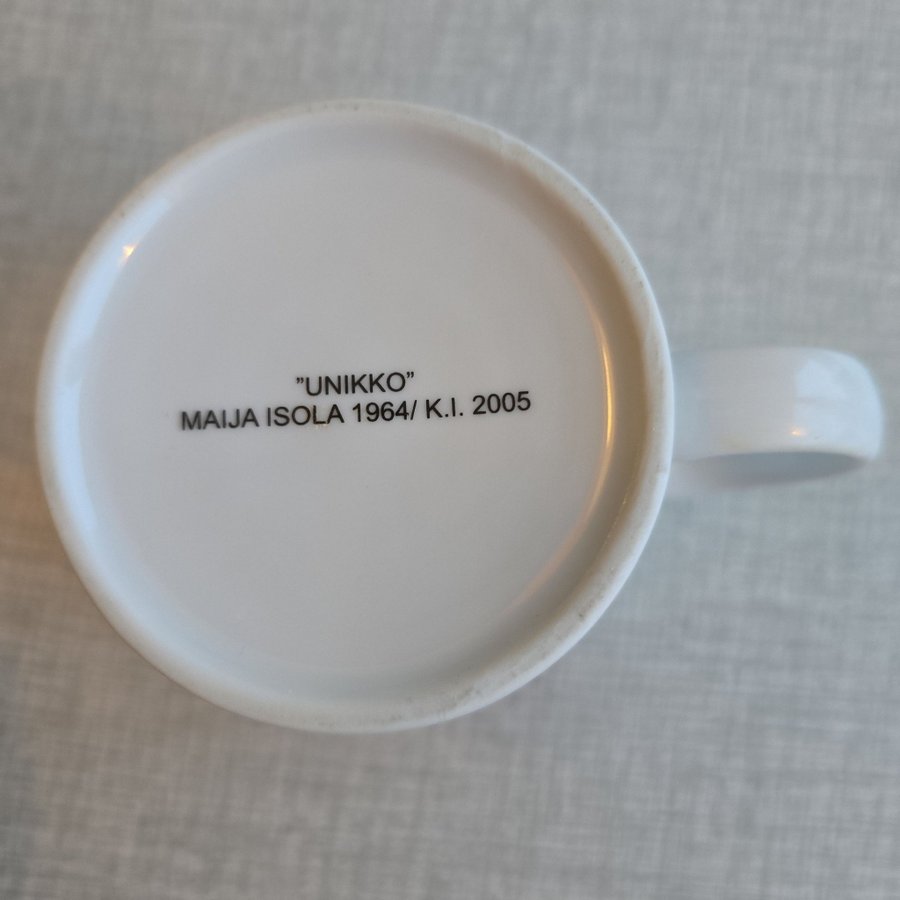 ”UNIKKO”
MAIJA ISOLA 1964/ K.I. 2005